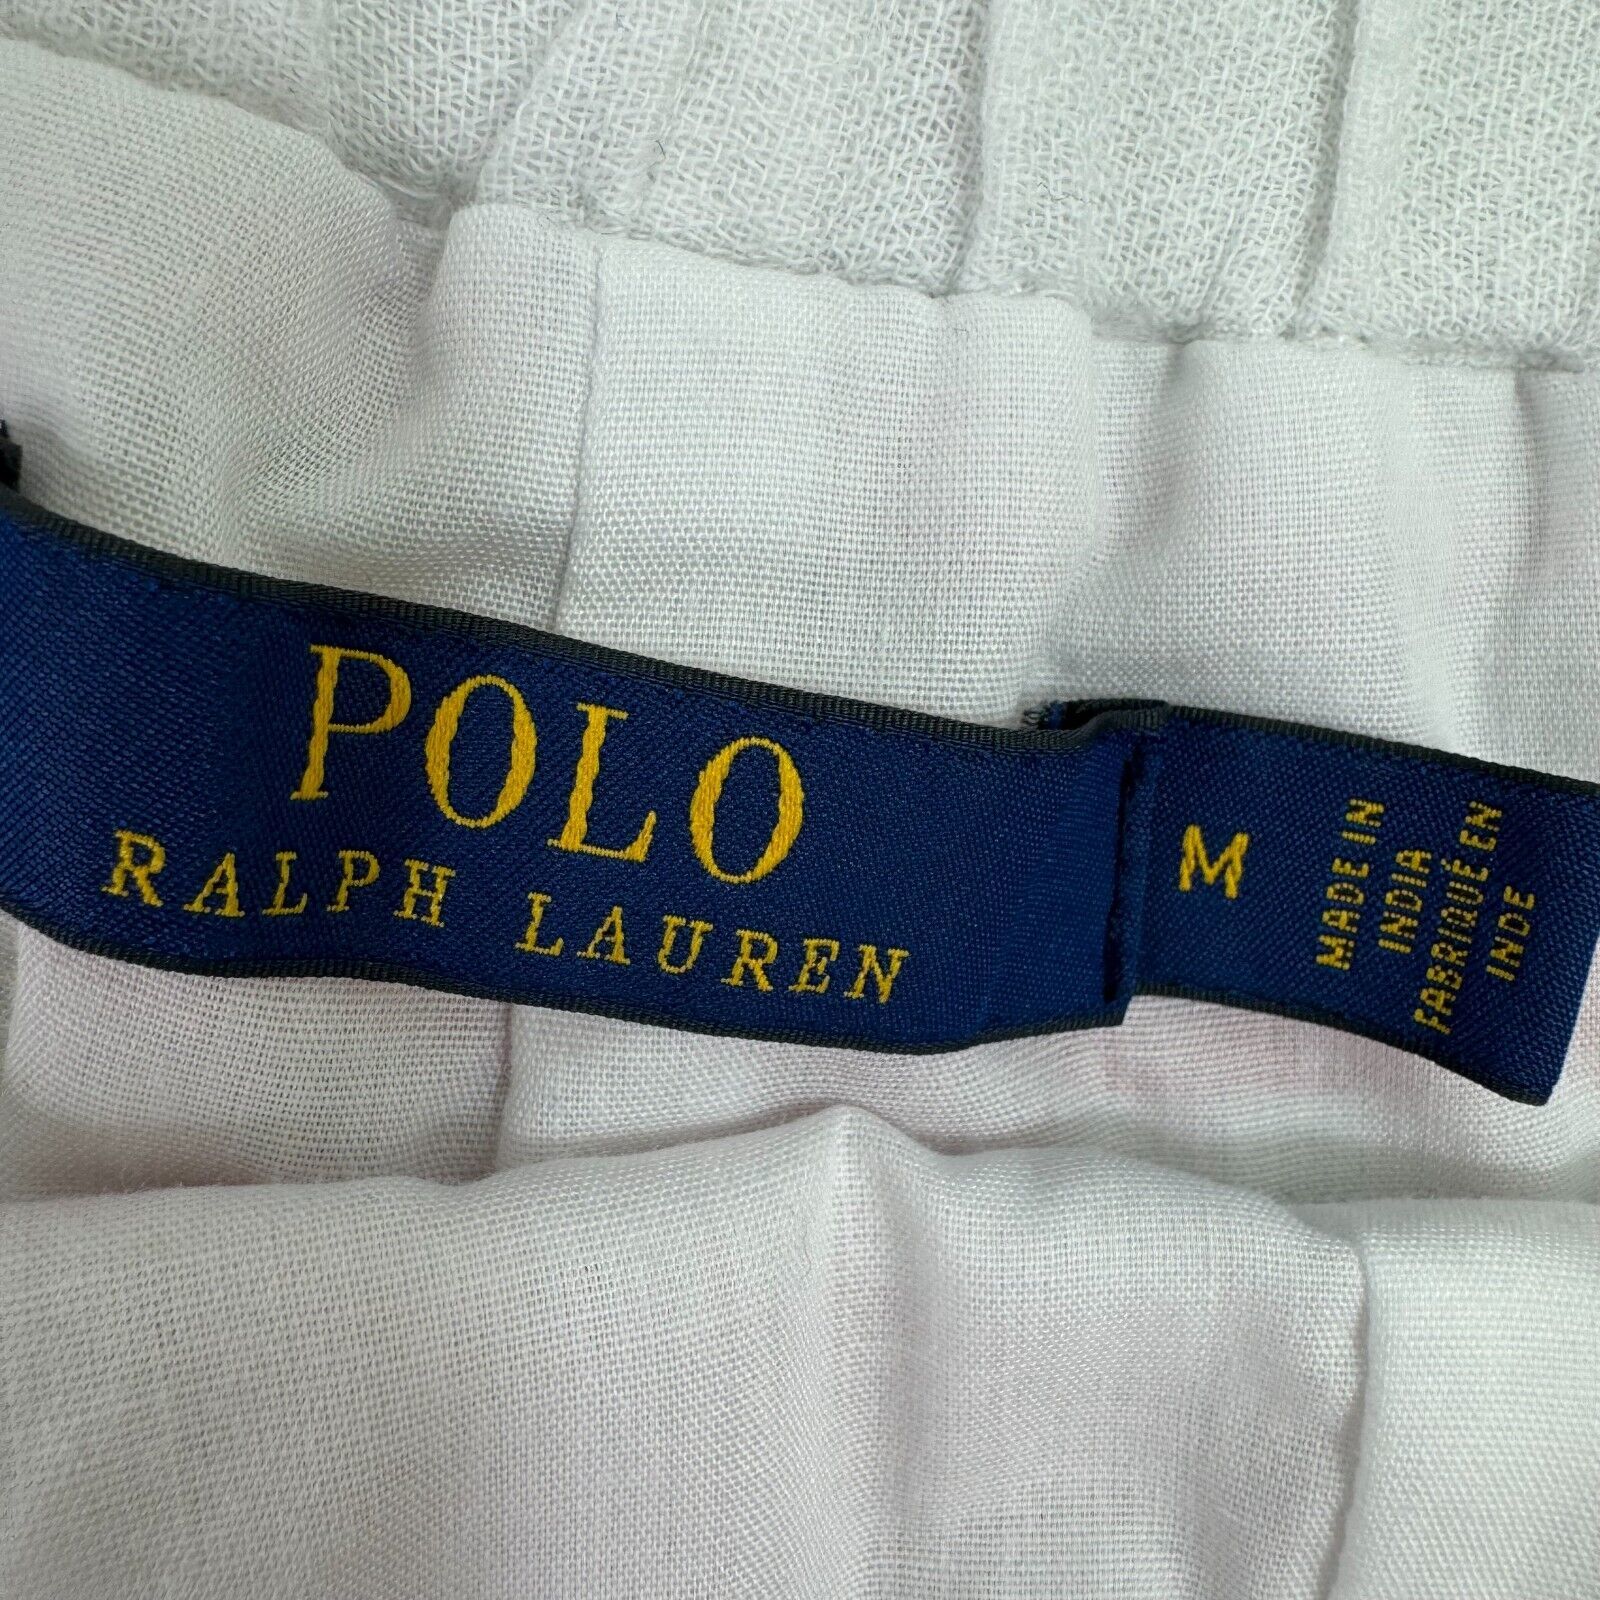 POLO
RALPH LAUREN
M
MADE IN
INDIA
FABRIQUÉ EN
INDE